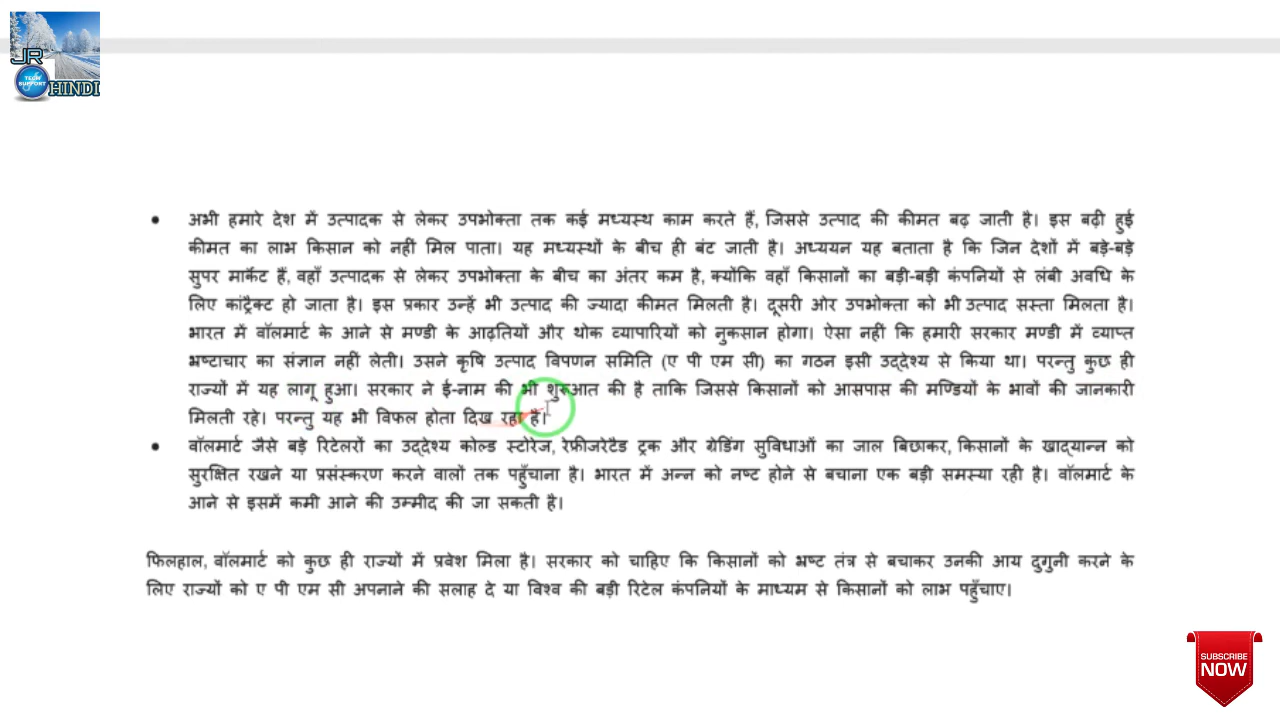 JR
TECH SUPPORT
HINDI
• अभी हमारे देश में उत्पादक से लेकर उपभोक्ता तक कई मध्यस्थ काम करते हैं, जिससे उत्पाद की कीमत बढ़ जाती है। इस बढ़ी हुई
कीमत का लाभ किसान को नहीं मिल पाता। यह मध्यस्थों के बीच ही बंट जाती है। अध्ययन यह बताता है कि जिन देशों में बड़े-बड़े
सुपर मार्केट हैं, वहाँ उत्पादक से लेकर उपभोक्ता के बीच का अंतर कम है, क्योंकि वहाँ किसानों का बड़ी-बड़ी कंपनियों से लंबी अवधि के
लिए कांट्रैक्ट हो जाता है। इस प्रकार उन्हें भी उत्पाद की ज्यादा कीमत मिलती है। दूसरी ओर उपभोक्ता को भी उत्पाद सस्ता मिलता है।
भारत में वॉलमार्ट के आने से मण्डी के आढ़तियों और थोक व्यापारियों को नुकसान होगा। ऐसा नहीं कि हमारी सरकार मण्डी में व्याप्त
भ्रष्टाचार का संज्ञान नहीं लेती। उसने कृषि उत्पाद विपणन समिति (ए पी एम सी) का गठन इसी उद्देश्य से किया था। परन्तु कुछ ही
राज्यों में यह लागू हुआ। सरकार ने ई-नाम की भी शुरुआत की है ताकि जिससे किसानों को आसपास की मण्डियों के भावों की जानकारी
मिलती रहे। परन्तु यह भी विफल होता दिख रहा है।
• वॉलमार्ट जैसे बड़े रिटेलरों का उद्देश्य कोल्ड स्टोरेज, रेफ्रीजरेटैड ट्रक और ग्रेडिंग सुविधाओं का जाल बिछाकर, किसानों के खाद्यान्न को
सुरक्षित रखने या प्रसंस्करण करने वालों तक पहुँचाना है। भारत में अन्न को नष्ट होने से बचाना एक बड़ी समस्या रही है। वॉलमार्ट के
आने से इसमें कमी आने की उम्मीद की जा सकती है।
फिलहाल, वॉलमार्ट को कुछ ही राज्यों में प्रवेश मिला है। सरकार को चाहिए कि किसानों को भ्रष्ट तंत्र से बचाकर उनकी आय दुगुनी करने के
लिए राज्यों को ए पी एम सी अपनाने की सलाह दे या विश्व की बड़ी रिटेल कंपनियों के माध्यम से किसानों को लाभ पहुँचाए।
SUBSCRIBE
NOW